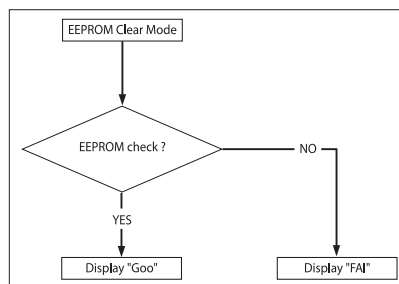 EEPROM Clear Mode
EEPROM check ?
NO
YES
Display "Goo"
Display "FAI"